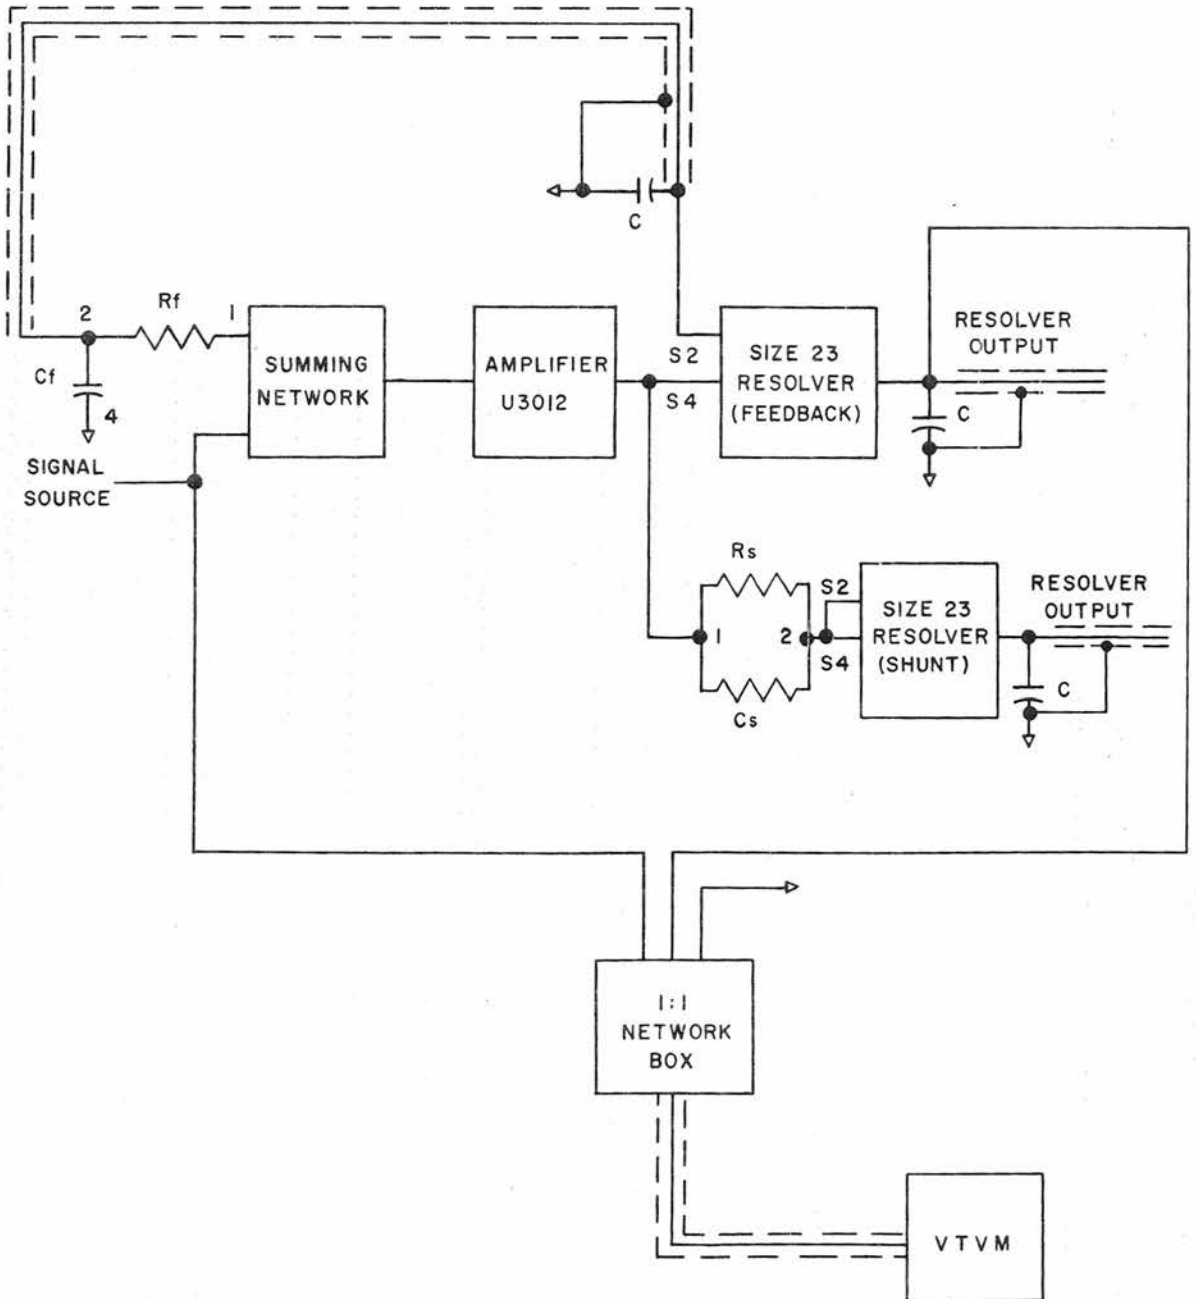 C
2
Rf
1
Cf
4
SUMMING
NETWORK
AMPLIFIER
U3012
S2
S4
SIZE 23
RESOLVER
(FEEDBACK)
RESOLVER
OUTPUT
C
SIGNAL
SOURCE
Rs
1
2
Cs
S2
S4
SIZE 23
RESOLVER
(SHUNT)
RESOLVER
OUTPUT
C
1:1
NETWORK
BOX
VTVM